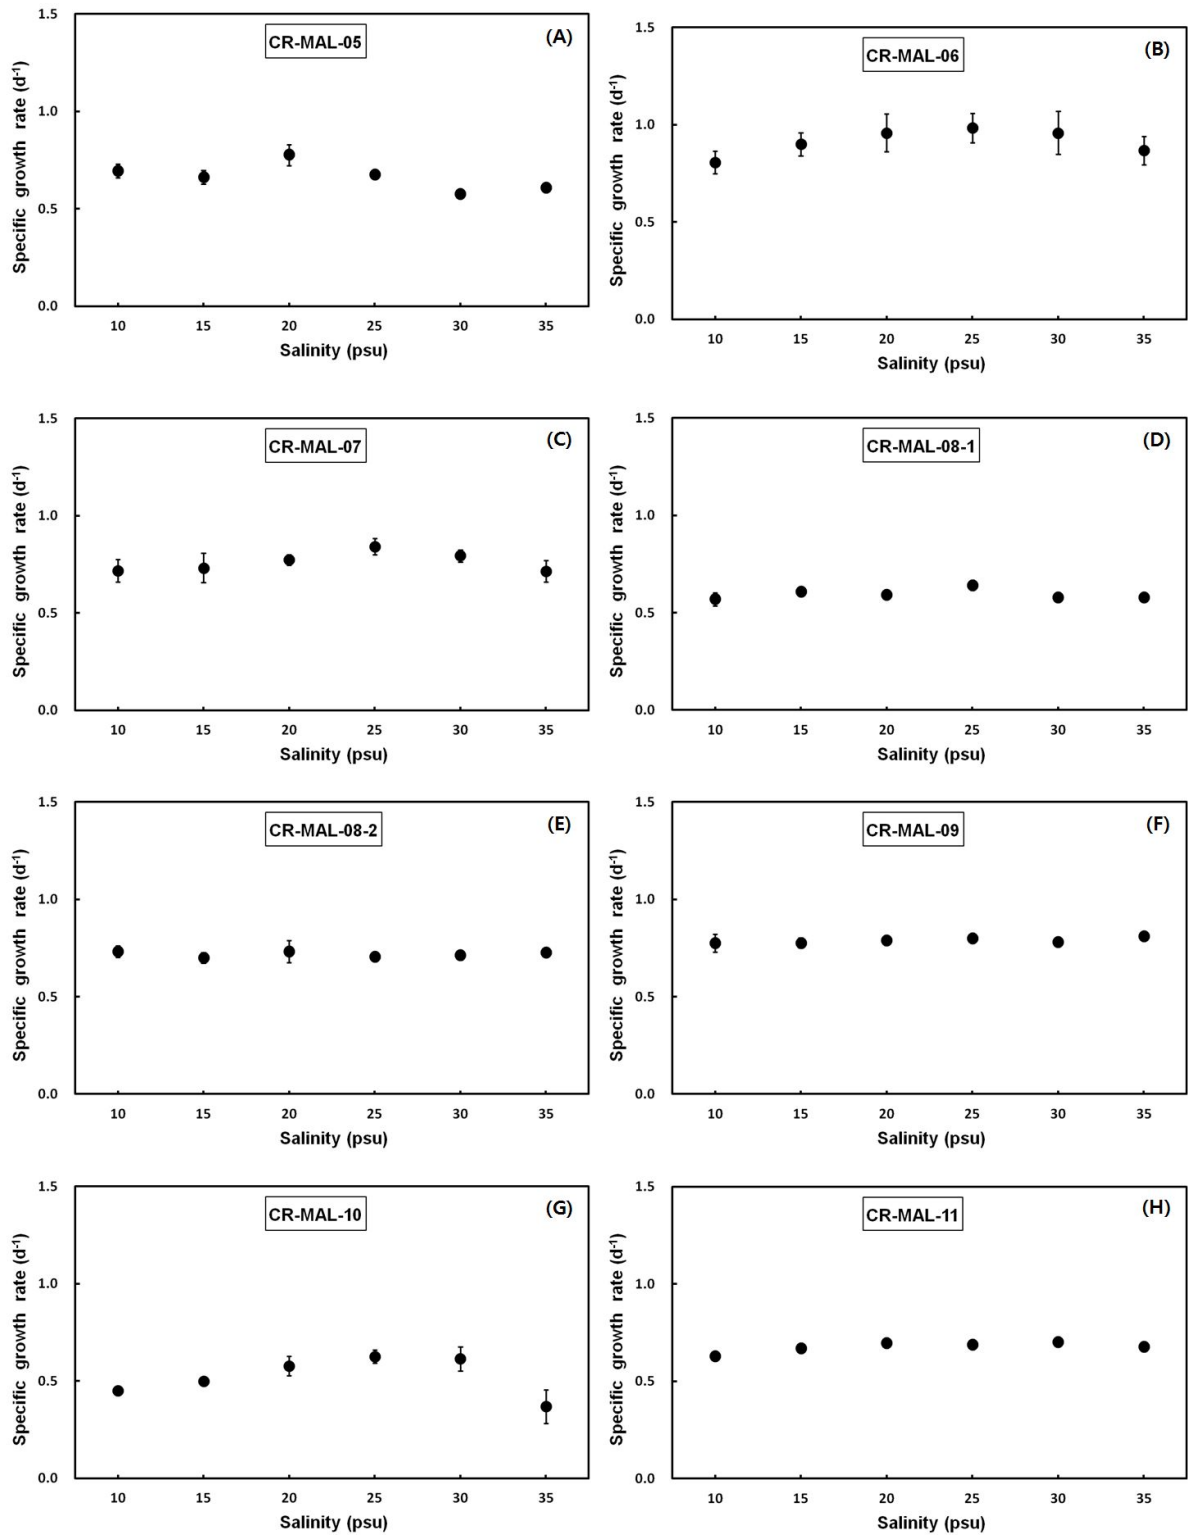 CR-MAL-05
(A)
Specific growth rate (d⁻¹)
1.5
1.0
0.5
0.0
10 15 20 25 30 35
Salinity (psu)
CR-MAL-06
(B)
Specific growth rate (d⁻¹)
1.5
1.0
0.5
0.0
10 15 20 25 30 35
Salinity (psu)
CR-MAL-07
(C)
Specific growth rate (d⁻¹)
1.5
1.0
0.5
0.0
10 15 20 25 30 35
Salinity (psu)
CR-MAL-08-1
(D)
Specific growth rate (d⁻¹)
1.5
1.0
0.5
0.0
10 15 20 25 30 35
Salinity (psu)
CR-MAL-08-2
(E)
Specific growth rate (d⁻¹)
1.5
1.0
0.5
0.0
10 15 20 25 30 35
Salinity (psu)
CR-MAL-09
(F)
Specific growth rate (d⁻¹)
1.5
1.0
0.5
0.0
10 15 20 25 30 35
Salinity (psu)
CR-MAL-10
(G)
Specific growth rate (d⁻¹)
1.5
1.0
0.5
0.0
10 15 20 25 30 35
Salinity (psu)
CR-MAL-11
(H)
Specific growth rate (d⁻¹)
1.5
1.0
0.5
0.0
10 15 20 25 30 35
Salinity (psu)